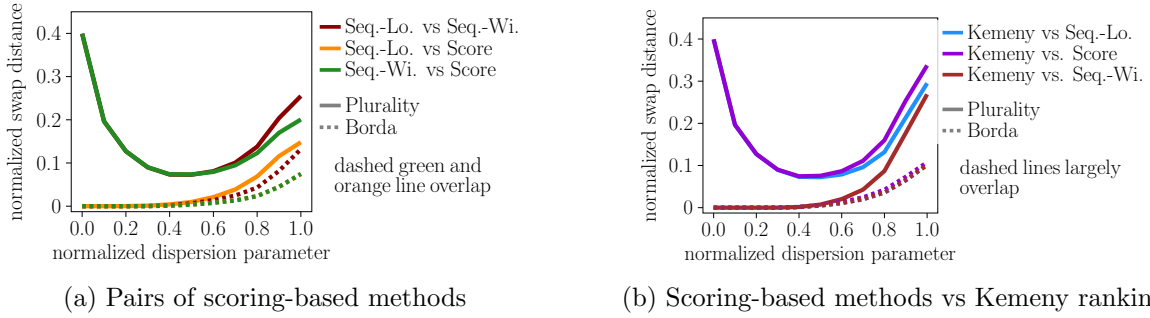 normalized swap distance
0.4
0.3
0.2
0.1
0
0.0 0.2 0.4 0.6 0.8 1.0
normalized dispersion parameter
Seq.-Lo. vs Seq.-Wi.
Seq.-Lo. vs Score
Seq.-Wi. vs Score
Plurality
Borda
dashed green and
orange line overlap
(a) Pairs of scoring-based methods
normalized swap distance
0.4
0.3
0.2
0.1
0
0.0 0.2 0.4 0.6 0.8 1.0
normalized dispersion parameter
Kemeny vs Seq.-Lo.
Kemeny vs. Score
Kemeny vs. Seq.-Wi.
Plurality
Borda
dashed lines largely
overlap
(b) Scoring-based methods vs Kemeny rankin